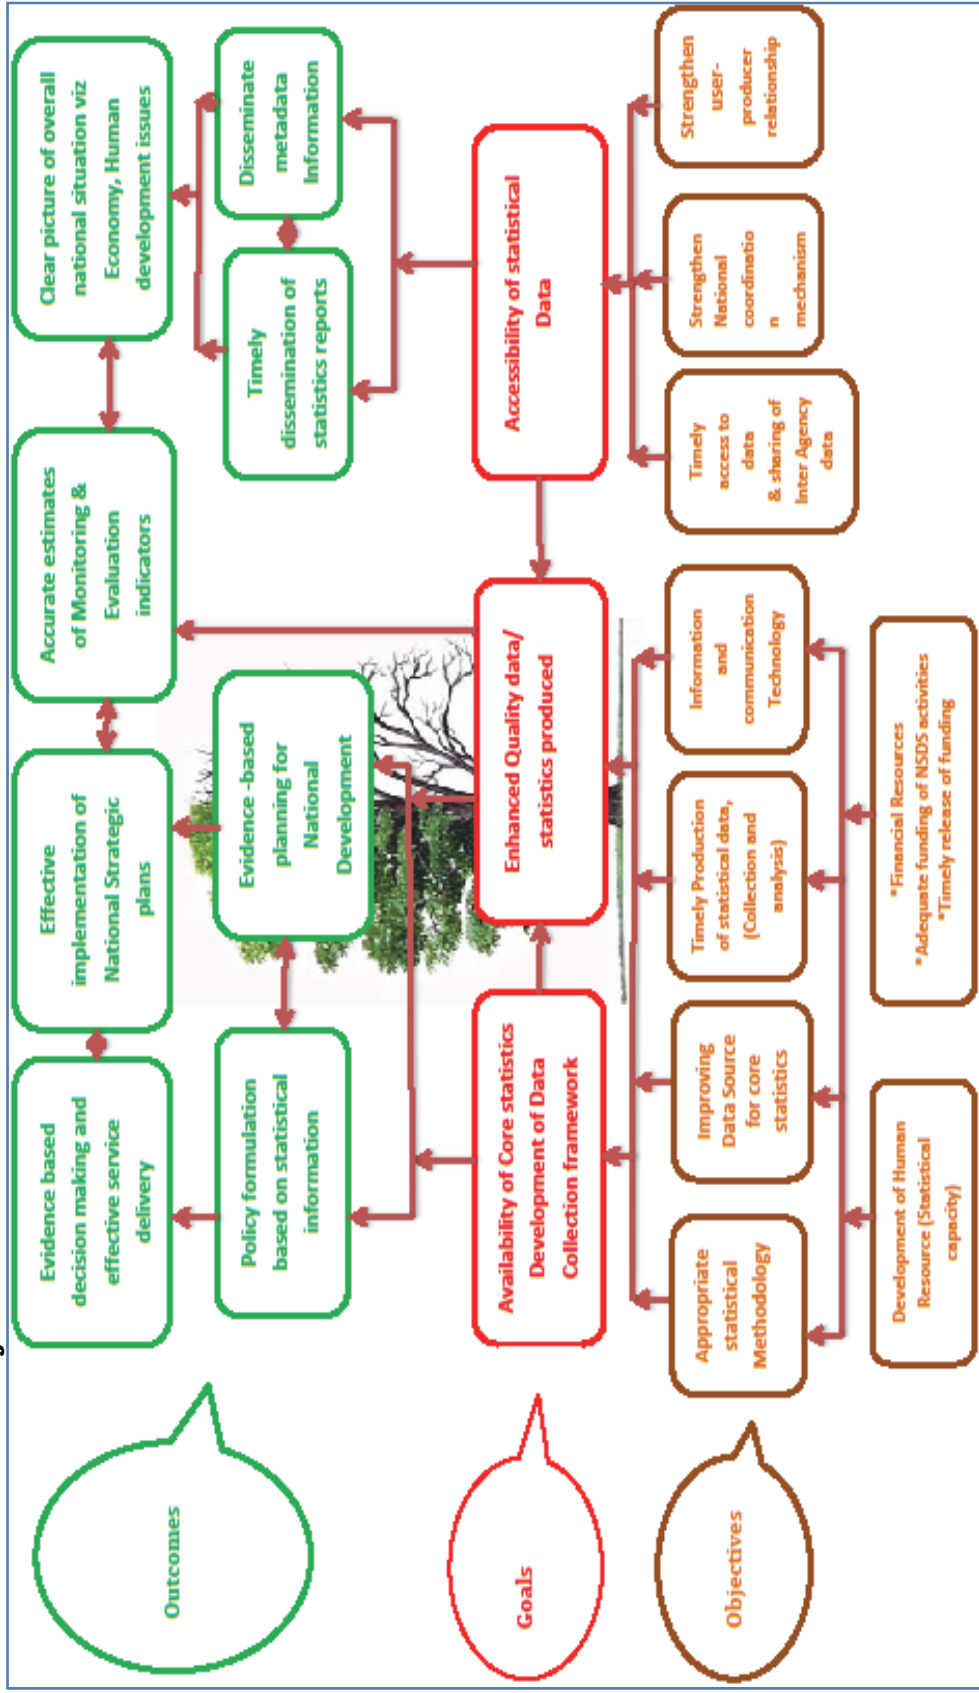 Outcomes
Evidence based
decision making and
effective service
delivery
Effective
implementation of
National Strategic
plans
Accurate estimates
of Monitoring &
Evaluation
indicators
Clear picture of overall
national situation viz
Economy, Human
development issues
Policy formulation
based on statistical
information
Evidence -based
planning for
National
Development
Timely
dissemination of
statistics reports
Disseminate
metadata
Information
Goals
Availability of Core statistics
Development of Data
Collection framework
Enhanced Quality data/
statistics produced
Accessibility of statistical
Data
Objectives
Appropriate
statistical
Methodology
Improving
Data Source
for core
statistics
Timely Production
of statistical data,
(Collection and
analysis)
Information
and
communication
Technology
Timely
access to
data
& sharing of
Inter Agency
data
Strengthen
National
coordinatio
n
mechanism
Strengthen
user-
producer
relationship
Development of Human
Resource (Statistical
capacity)
*Financial Resources
*Adequate funding of NSDS activities
*Timely release of funding